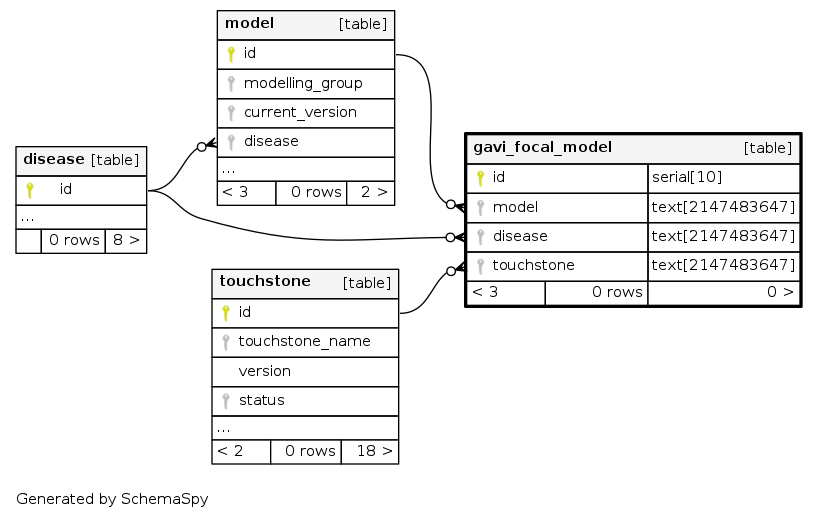 model [table]
id
modelling_group
current_version
disease
...
< 3 0 rows 2 >
disease [table]
id
...
0 rows 8 >
gavi_focal_model [table]
id serial[10]
model text[2147483647]
disease text[2147483647]
touchstone text[2147483647]
< 3 0 rows 0 >
touchstone [table]
id
touchstone_name
version
status
...
< 2 0 rows 18 >
Generated by SchemaSpy